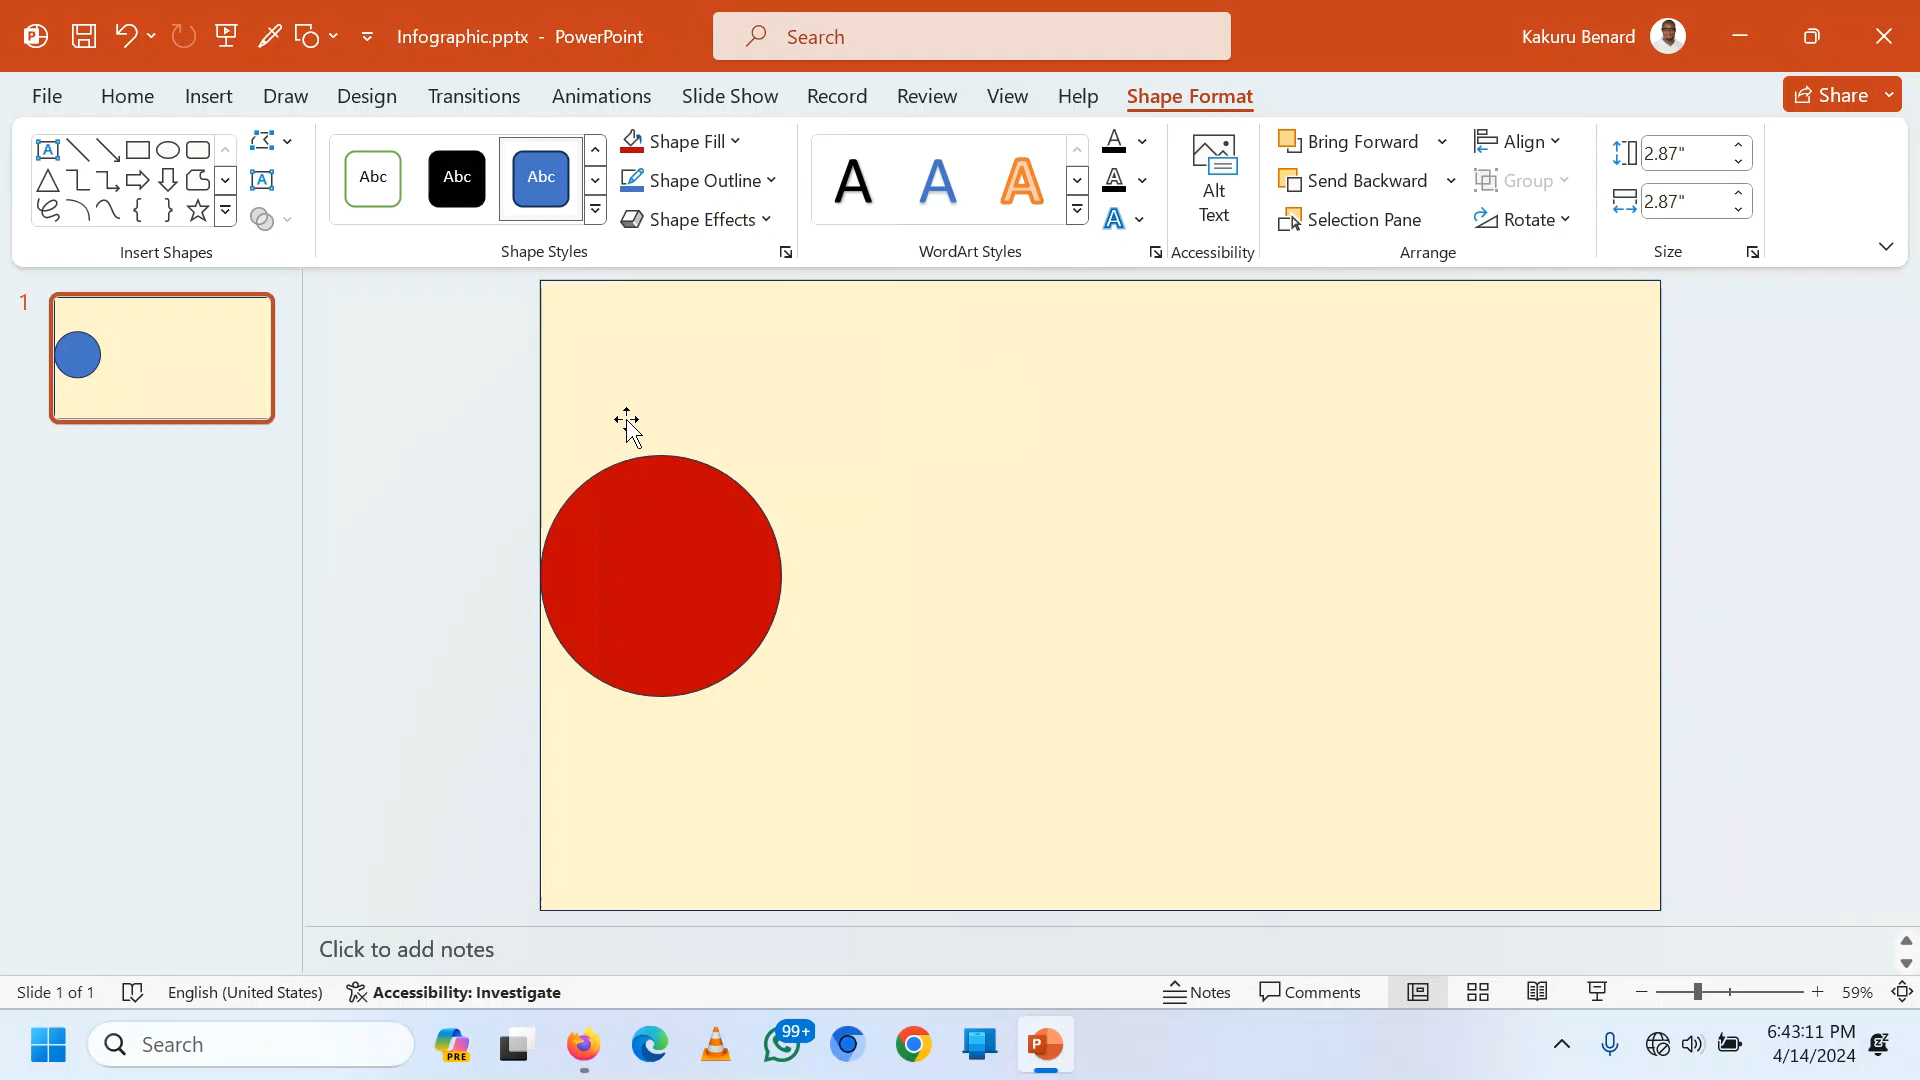 Infographic.pptx - PowerPoint
Search
Kakuru Benard
File Home Insert Draw Design Transitions Animations Slide Show Record Review View Help Shape Format
Share
Abc Abc Abc
Shape Fill
Shape Outline
Shape Effects
A A A
Alt
Text
Bring Forward
Send Backward
Selection Pane
Align
Group
Rotate
2.87"
2.87"
Insert Shapes Shape Styles WordArt Styles Accessibility Arrange Size
1
Click to add notes
Slide 1 of 1 English (United States) Accessibility: Investigate Notes Comments 59%
Search
PRE
99+
6:43:11 PM
4/14/2024